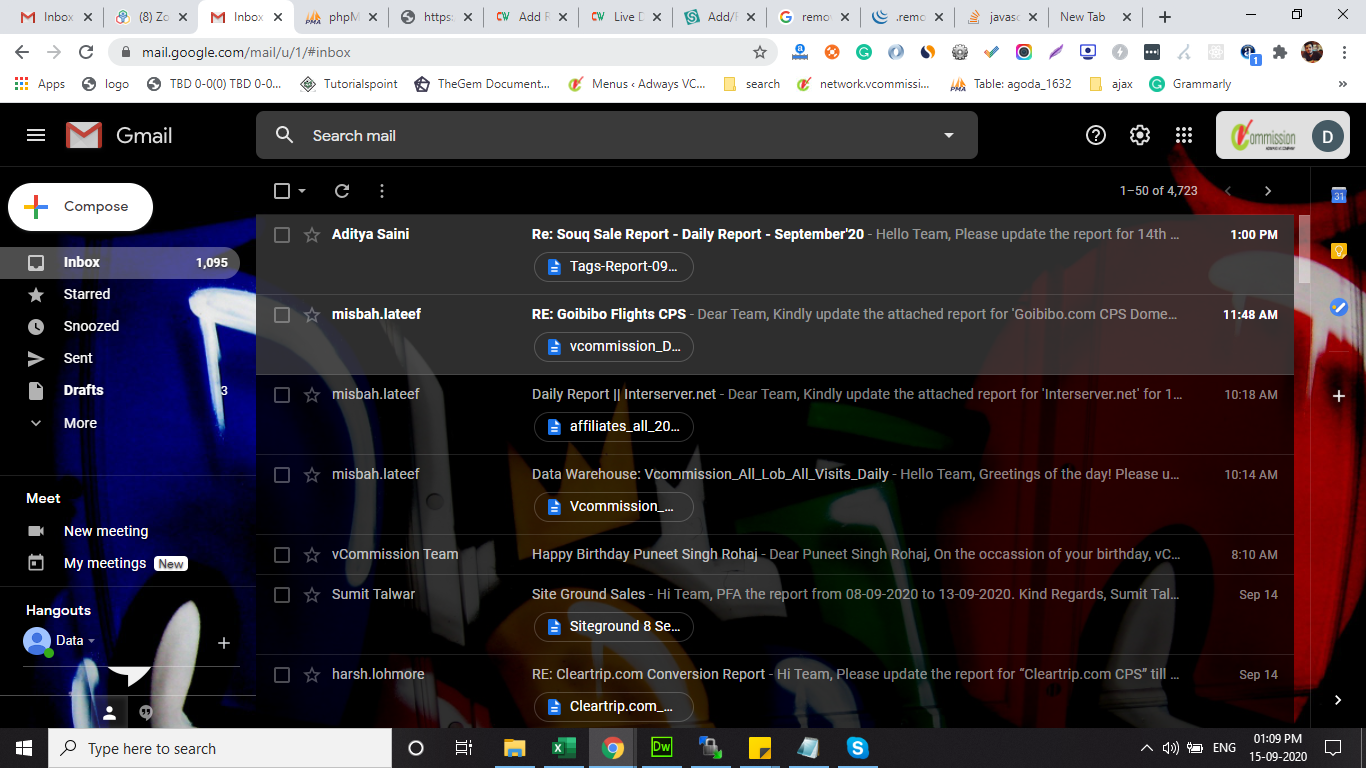 Inbox
(8) Zo
Inbox
phpM
https:
Add R
Live D
Add/
remov
.remo
javasc
New Tab
mail.google.com/mail/u/1/#inbox
1
Apps
logo
TBD 0-0(0) TBD 0-0...
Tutorialspoint
TheGem Document...
Menus ‹ Adways VC...
search
network.vcommissi...
PMA
Table: agoda_1632
ajax
Grammarly
»
Gmail
Search mail
Commission
D
Compose
1–50 of 4,723
31
Inbox 1,095
Starred
Snoozed
Sent
Drafts 3
More
Meet
New meeting
My meetings New
Hangouts
Data
Aditya Saini Re: Souq Sale Report - Daily Report - September'20 - Hello Team, Please update the report for 14th ... 1:00 PM
Tags-Report-09...
misbah.lateef RE: Goibibo Flights CPS - Dear Team, Kindly update the attached report for 'Goibibo.com CPS Dome... 11:48 AM
vcommission_D...
misbah.lateef Daily Report || Interserver.net - Dear Team, Kindly update the attached report for 'Interserver.net' for 1... 10:18 AM
affiliates_all_20...
misbah.lateef Data Warehouse: Vcommission_All_Lob_All_Visits_Daily - Hello Team, Greetings of the day! Please u... 10:14 AM
Vcommission_...
vCommission Team Happy Birthday Puneet Singh Rohaj - Dear Puneet Singh Rohaj, On the occassion of your birthday, vC... 8:10 AM
Sumit Talwar Site Ground Sales - Hi Team, PFA the report from 08-09-2020 to 13-09-2020. Kind Regards, Sumit Tal... Sep 14
Siteground 8 Se...
harsh.lohmore RE: Cleartrip.com Conversion Report - Hi Team, Please update the report for “Cleartrip.com CPS” till ... Sep 14
Cleartrip.com_...
Type here to search
Dw
ENG
01:09 PM
15-09-2020